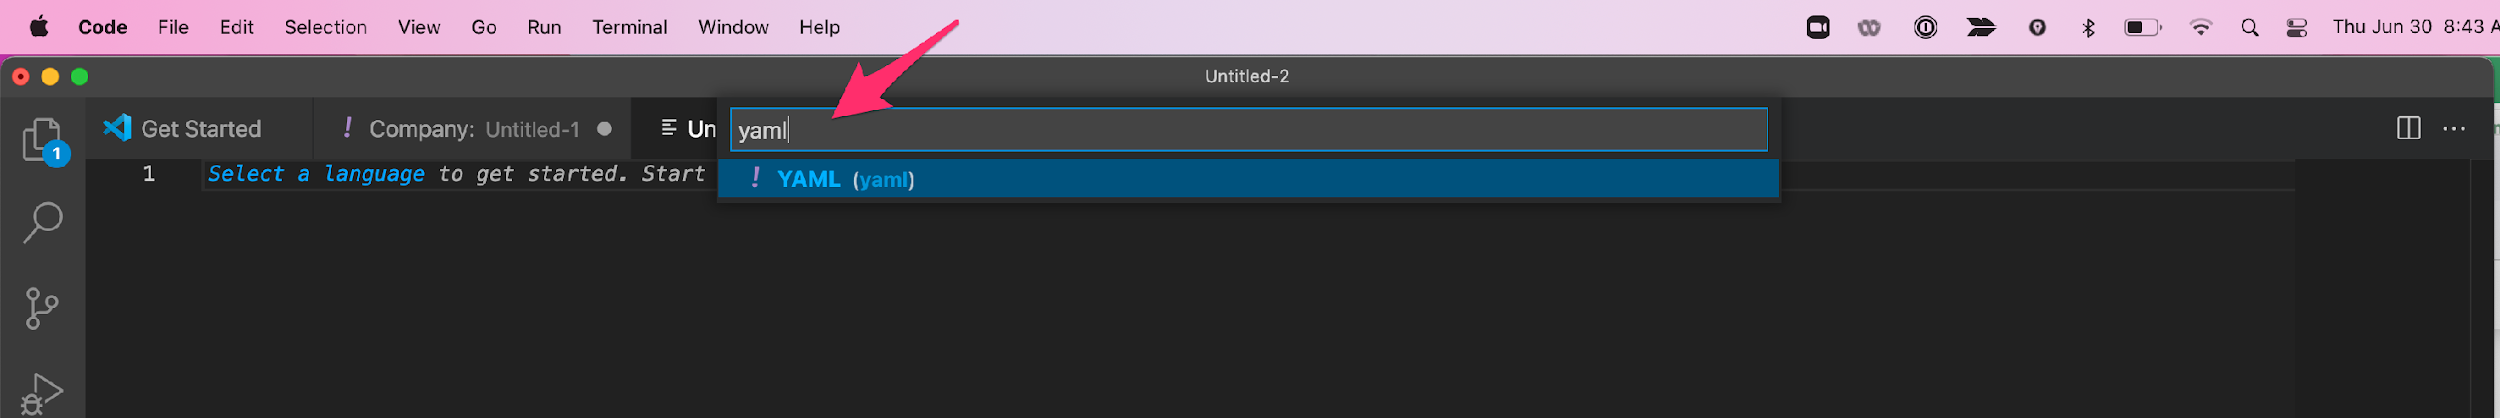 Code File Edit Selection View Go Run Terminal Window Help Thu Jun 30 8:43 A
Untitled-2
Get Started ! Company: Untitled-1 Un
yaml
1
1 Select a language to get started. Start
! YAML (yaml)